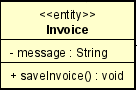 <<entity>>
Invoice
- message : String
+ saveInvoice() : void